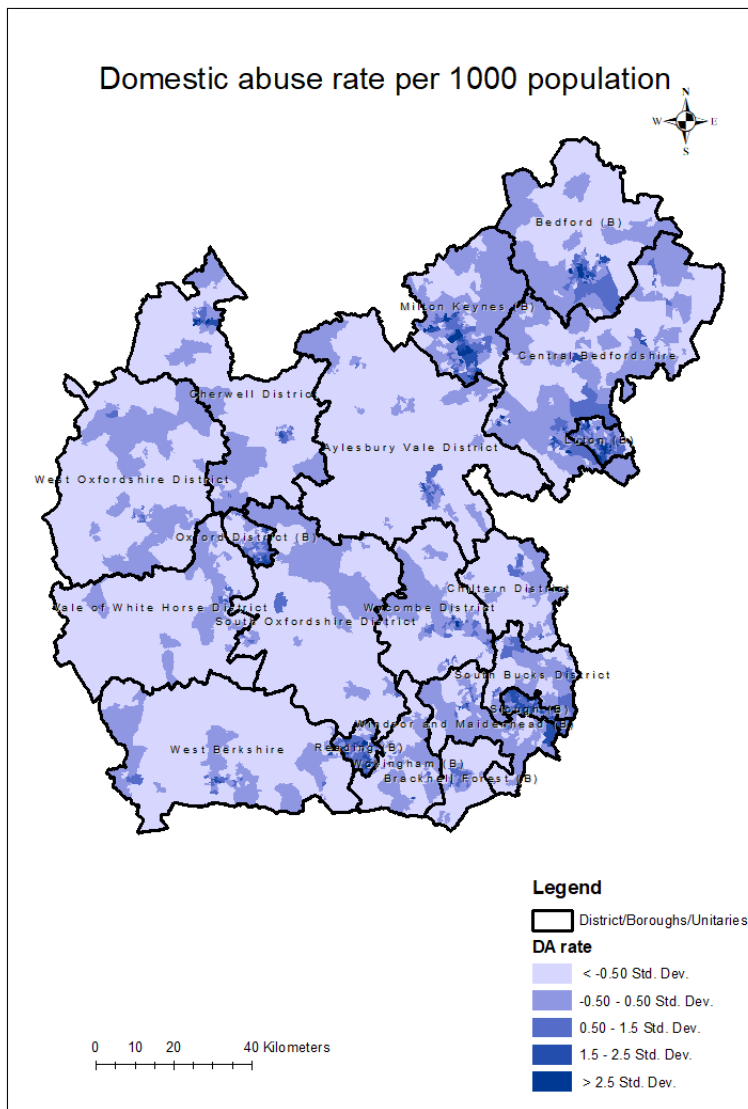 Domestic abuse rate per 1000 population
N
W E
S
Bedford (B)
Milton Keynes (B)
Central Bedfordshire
Cherwell District
Aylesbury Vale District
Luton (B)
West Oxfordshire District
Oxford District (B)
Chiltern District
Vale of White Horse District
Wycombe District
South Oxfordshire District
South Bucks District
Slough (B)
Windsor and Maidenhead (B)
West Berkshire
Reading (B)
Wokingham (B)
Bracknell Forest (B)
Legend
District/Boroughs/Unitaries
DA rate
< -0.50 Std. Dev.
-0.50 - 0.50 Std. Dev.
0.50 - 1.5 Std. Dev.
1.5 - 2.5 Std. Dev.
> 2.5 Std. Dev.
0 10 20 40 Kilometers